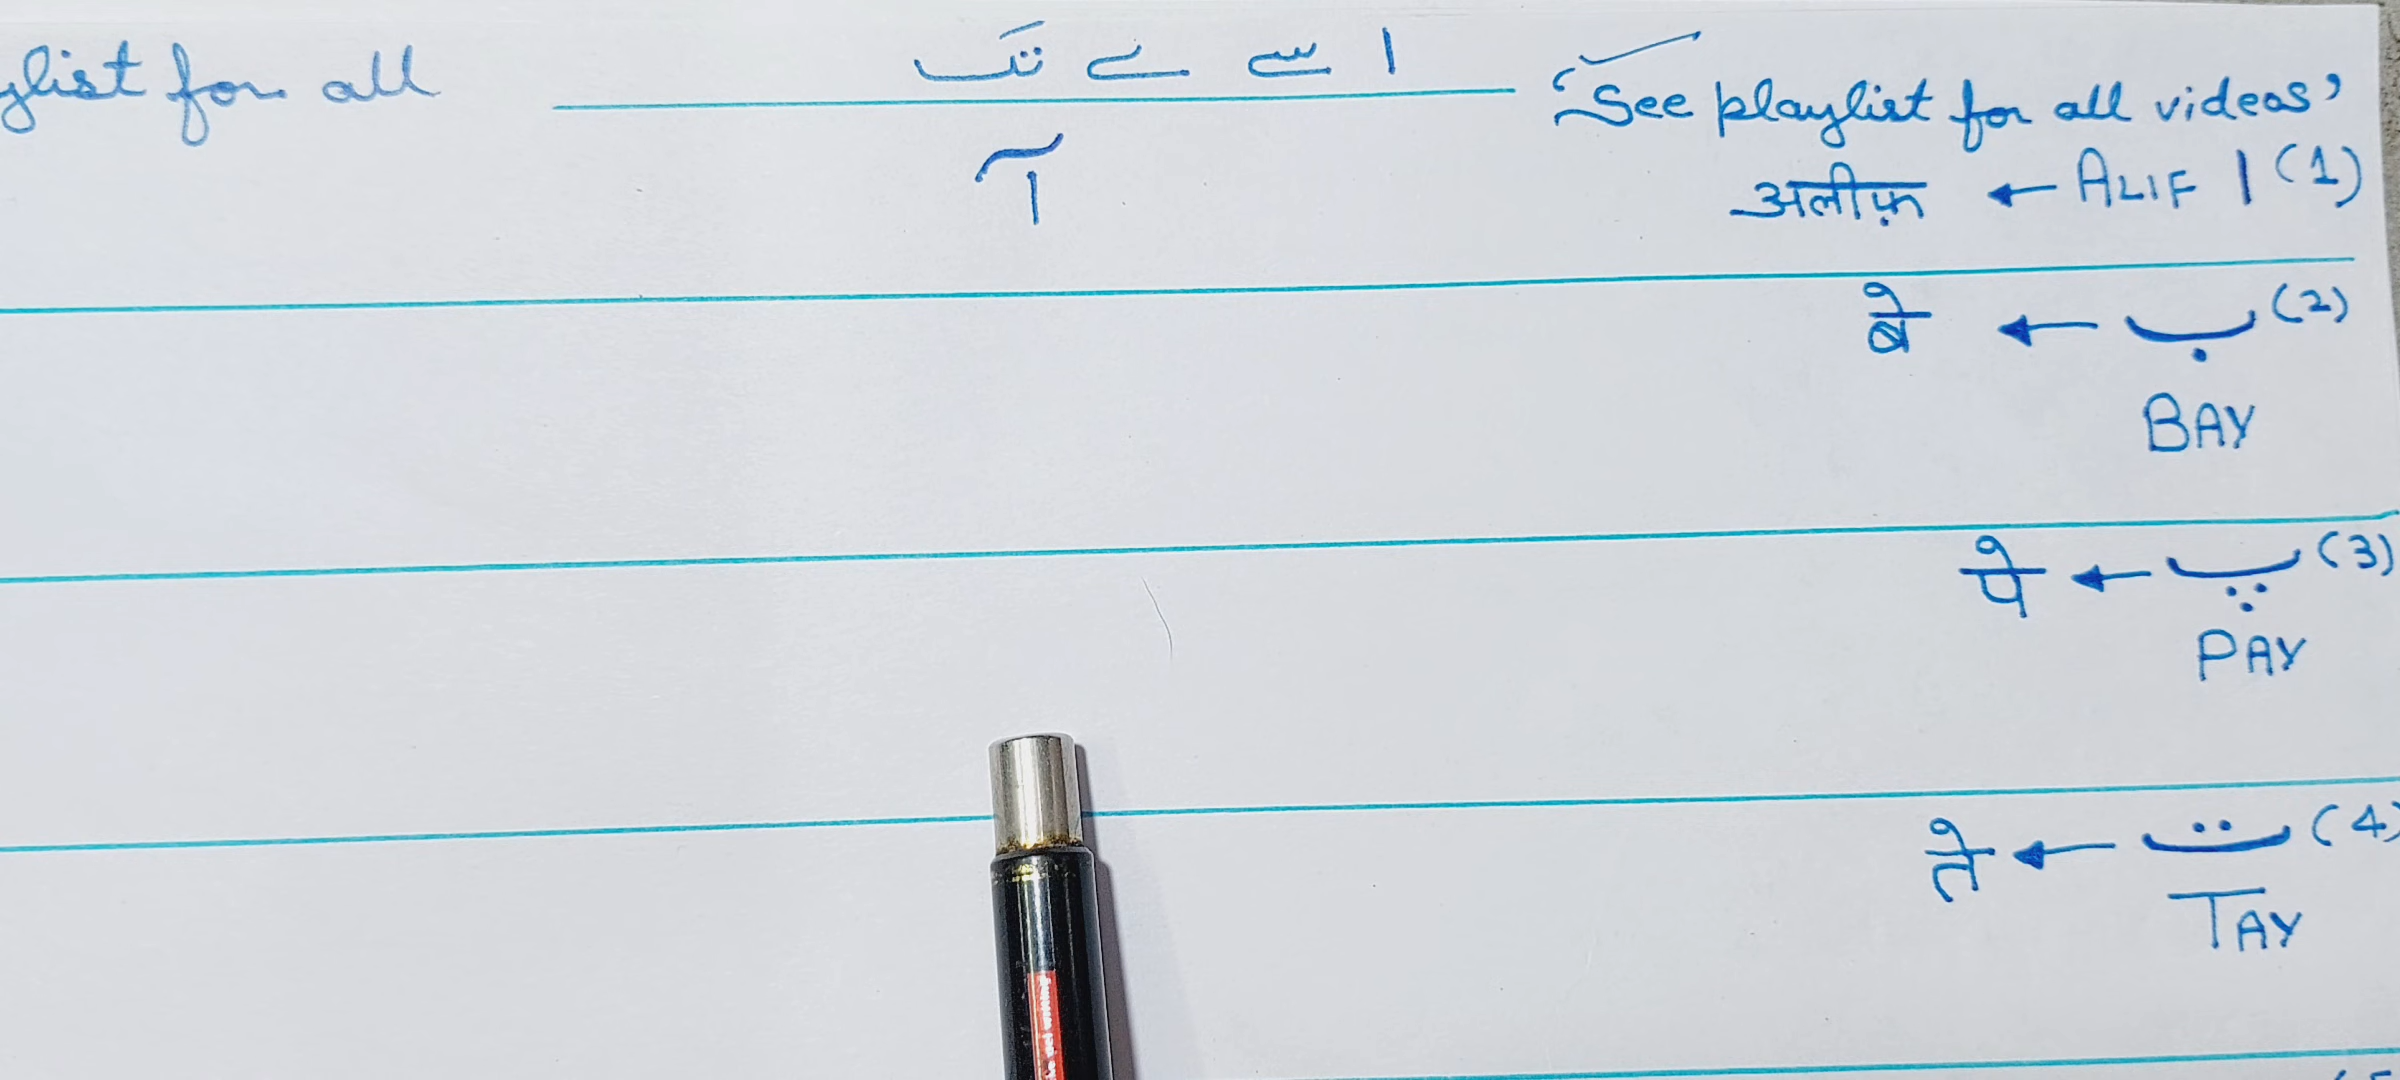 ylist for all
ا سے ے تک
‘See playlist for all videos’
آ
(1) ا ALIF ← अलीफ़
(2) ب ← बे
BAY
(3) پ ← पे
PAY
(4) ت ← ते
TAY